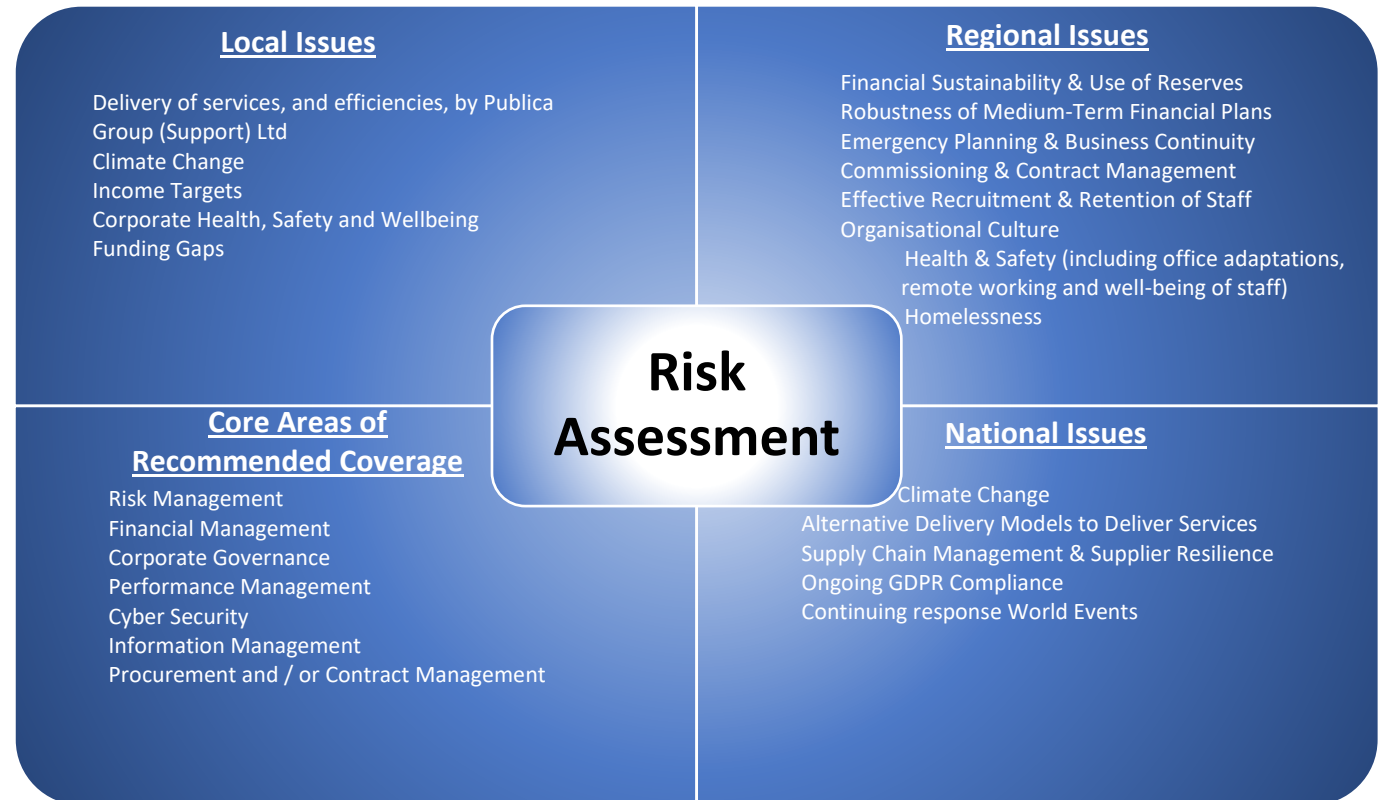 Local Issues
Delivery of services, and efficiencies, by Publica
Group (Support) Ltd
Climate Change
Income Targets
Corporate Health, Safety and Wellbeing
Funding Gaps
Regional Issues
Financial Sustainability & Use of Reserves
Robustness of Medium-Term Financial Plans
Emergency Planning & Business Continuity
Commissioning & Contract Management
Effective Recruitment & Retention of Staff
Organisational Culture
Health & Safety (including office adaptations,
remote working and well-being of staff)
Homelessness
Risk
Assessment
Core Areas of
Recommended Coverage
Risk Management
Financial Management
Corporate Governance
Performance Management
Cyber Security
Information Management
Procurement and / or Contract Management
National Issues
Climate Change
Alternative Delivery Models to Deliver Services
Supply Chain Management & Supplier Resilience
Ongoing GDPR Compliance
Continuing response World Events